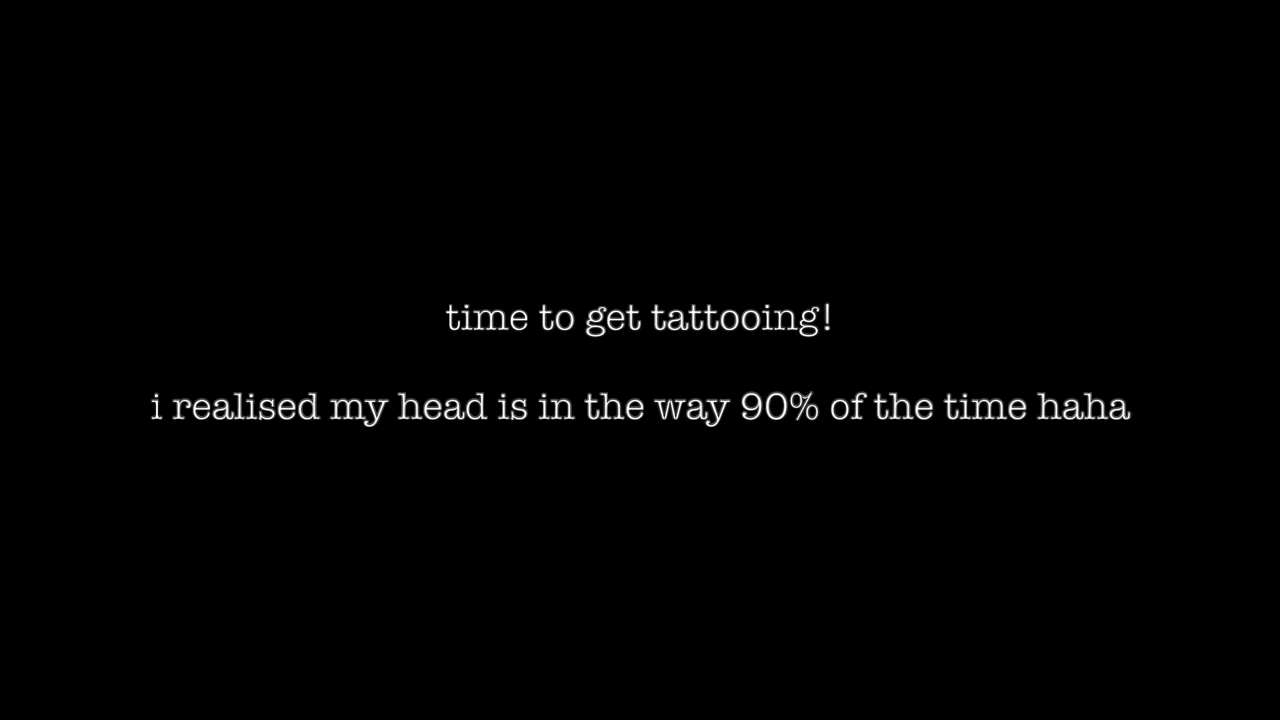 time to get tattooing!
i realised my head is in the way 90% of the time haha